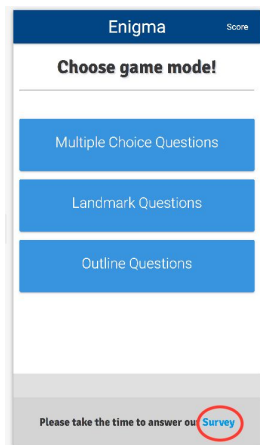 Enigma Score
Choose game mode!
Multiple Choice Questions
Landmark Questions
Outline Questions
Please take the time to answer our Survey